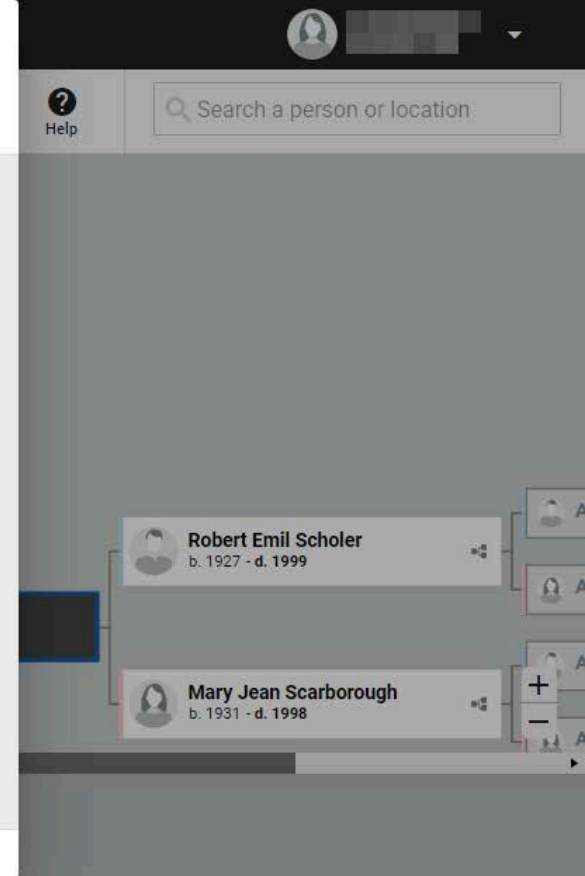 Help
Search a person or location
Robert Emil Scholer
b. 1927 - d. 1999
Mary Jean Scarborough
b. 1931 - d. 1998
A
A
A
A
+
−